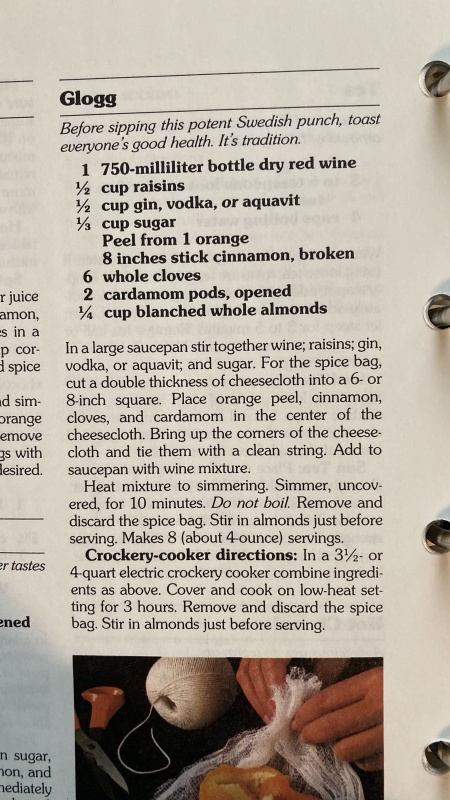 Glogg
Before sipping this potent Swedish punch, toast
everyone's good health. It's tradition.
1 750-milliliter bottle dry red wine
½ cup raisins
½ cup gin, vodka, or aquavit
⅓ cup sugar
Peel from 1 orange
8 inches stick cinnamon, broken
6 whole cloves
2 cardamom pods, opened
¼ cup blanched whole almonds
In a large saucepan stir together wine; raisins; gin,
vodka, or aquavit; and sugar. For the spice bag,
cut a double thickness of cheesecloth into a 6- or
8-inch square. Place orange peel, cinnamon,
cloves, and cardamom in the center of the
cheesecloth. Bring up the corners of the cheese-
cloth and tie them with a clean string. Add to
saucepan with wine mixture.
Heat mixture to simmering. Simmer, uncov-
ered, for 10 minutes. Do not boil. Remove and
discard the spice bag. Stir in almonds just before
serving. Makes 8 (about 4-ounce) servings.
Crockery-cooker directions: In a 3½- or
4-quart electric crockery cooker combine ingredi-
ents as above. Cover and cook on low-heat set-
ting for 3 hours. Remove and discard the spice
bag. Stir in almonds just before serving.
r juice
amon,
es in a
p cor-
d spice
nd sim-
orange
emove
gs with
desired.
er tastes
ened
n sugar,
non, and
nediately